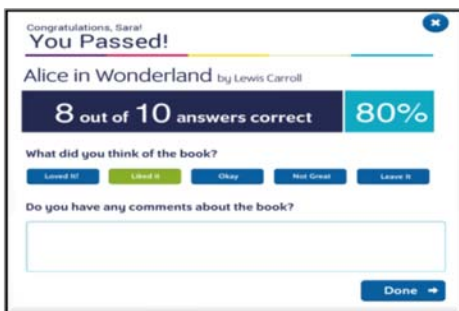 Congratulations, Sara!
You Passed!
Alice in Wonderland by Lewis Carroll
8 out of 10 answers correct 80%
What did you think of the book?
Loved It! Liked it Okay Not Great Leave it
Do you have any comments about the book?
Done